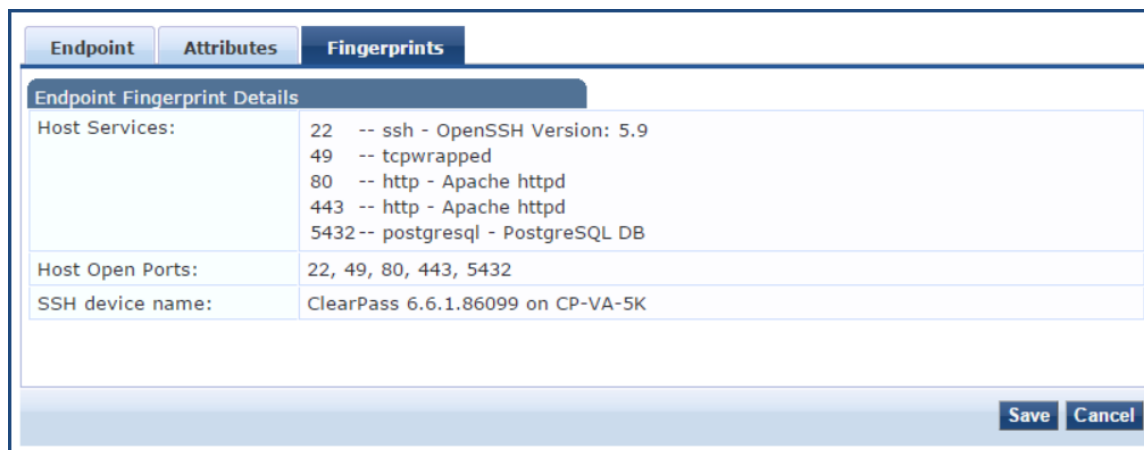 Endpoint Attributes Fingerprints
Endpoint Fingerprint Details
Host Services: 22 -- ssh - OpenSSH Version: 5.9
49 -- tcpwrapped
80 -- http - Apache httpd
443 -- http - Apache httpd
5432-- postgresql - PostgreSQL DB
Host Open Ports: 22, 49, 80, 443, 5432
SSH device name: ClearPass 6.6.1.86099 on CP-VA-5K
Save Cancel